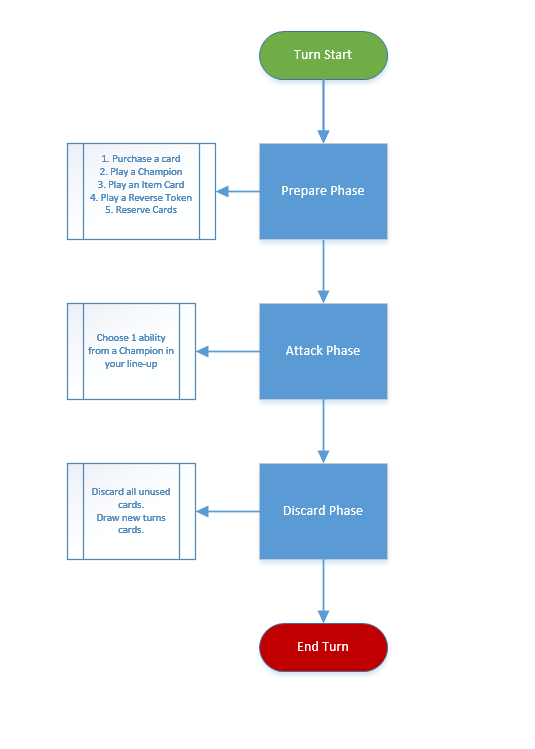 Turn Start
1. Purchase a card
2. Play a Champion
3. Play an Item Card
4. Play a Reverse Token
5. Reserve Cards
Prepare Phase
Choose 1 ability
from a Champion in
your line-up
Attack Phase
Discard all unused
cards.
Draw new turns
cards.
Discard Phase
End Turn